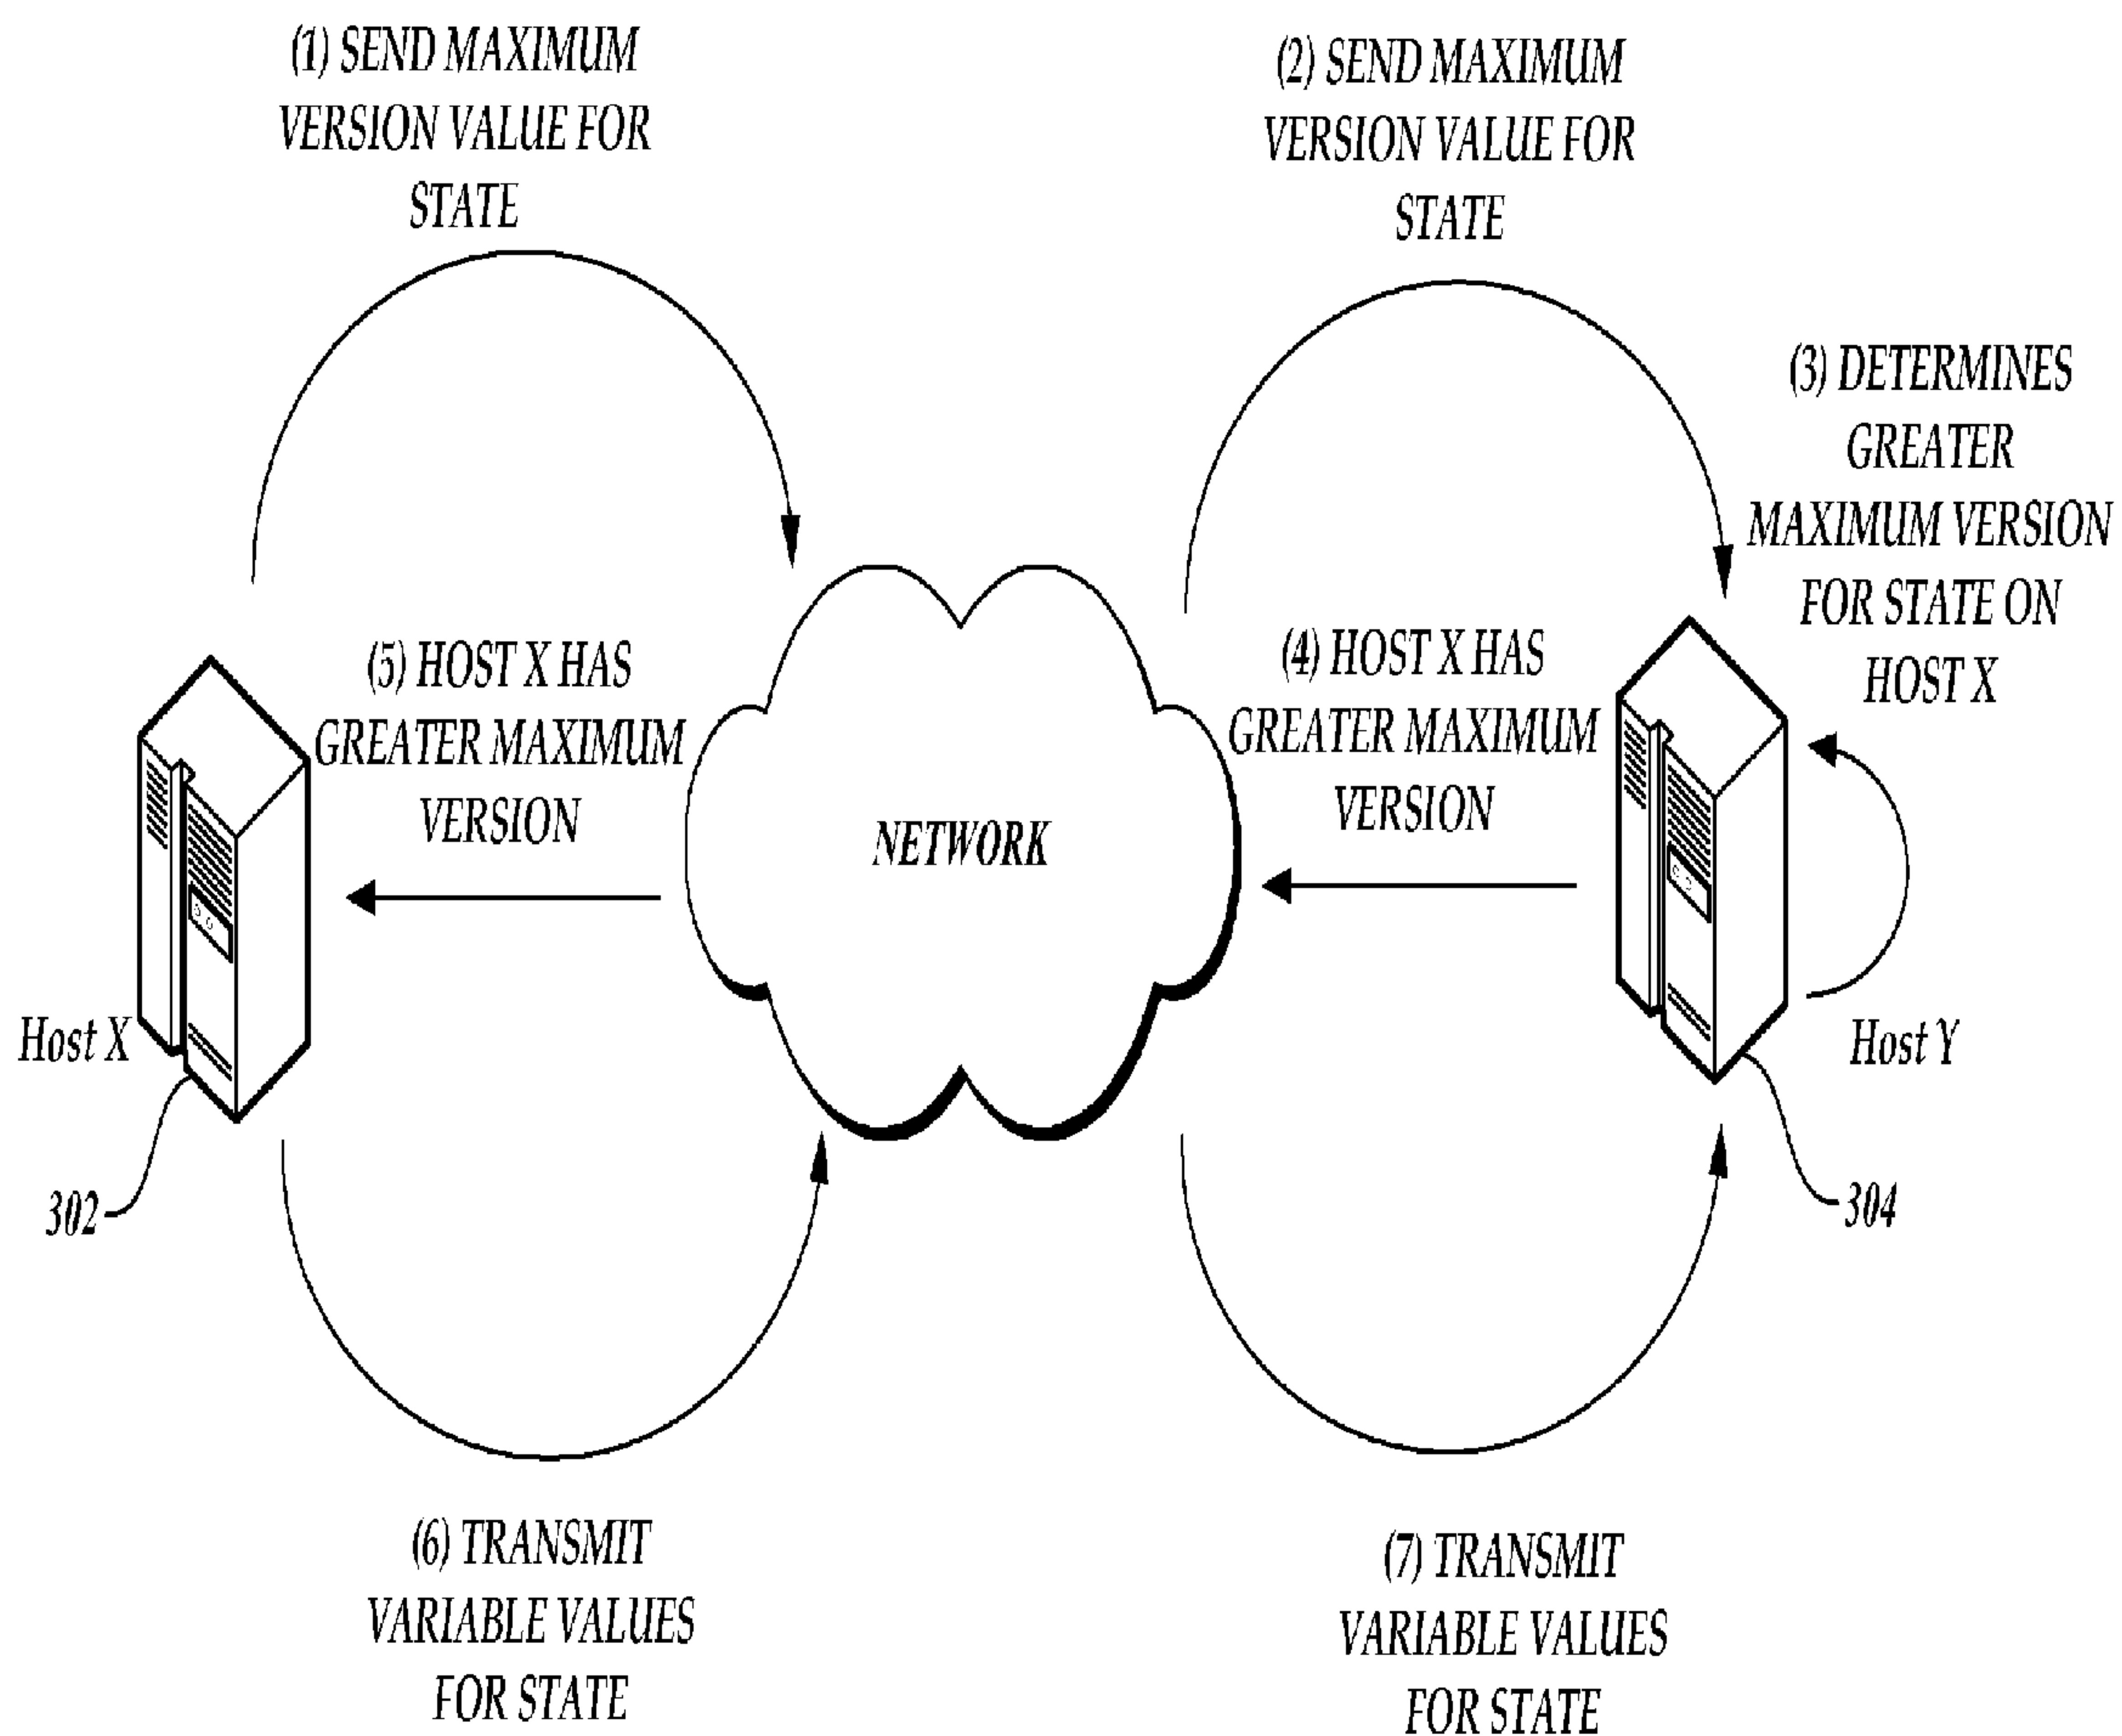 (1) SEND MAXIMUM
VERSION VALUE FOR
STATE
(2) SEND MAXIMUM
VERSION VALUE FOR
STATE
(3) DETERMINES
GREATER
MAXIMUM VERSION
FOR STATE ON
HOST X
(5) HOST X HAS
GREATER MAXIMUM
VERSION
(4) HOST X HAS
GREATER MAXIMUM
VERSION
NETWORK
Host X
Host Y
302
304
(6) TRANSMIT
VARIABLE VALUES
FOR STATE
(7) TRANSMIT
VARIABLE VALUES
FOR STATE